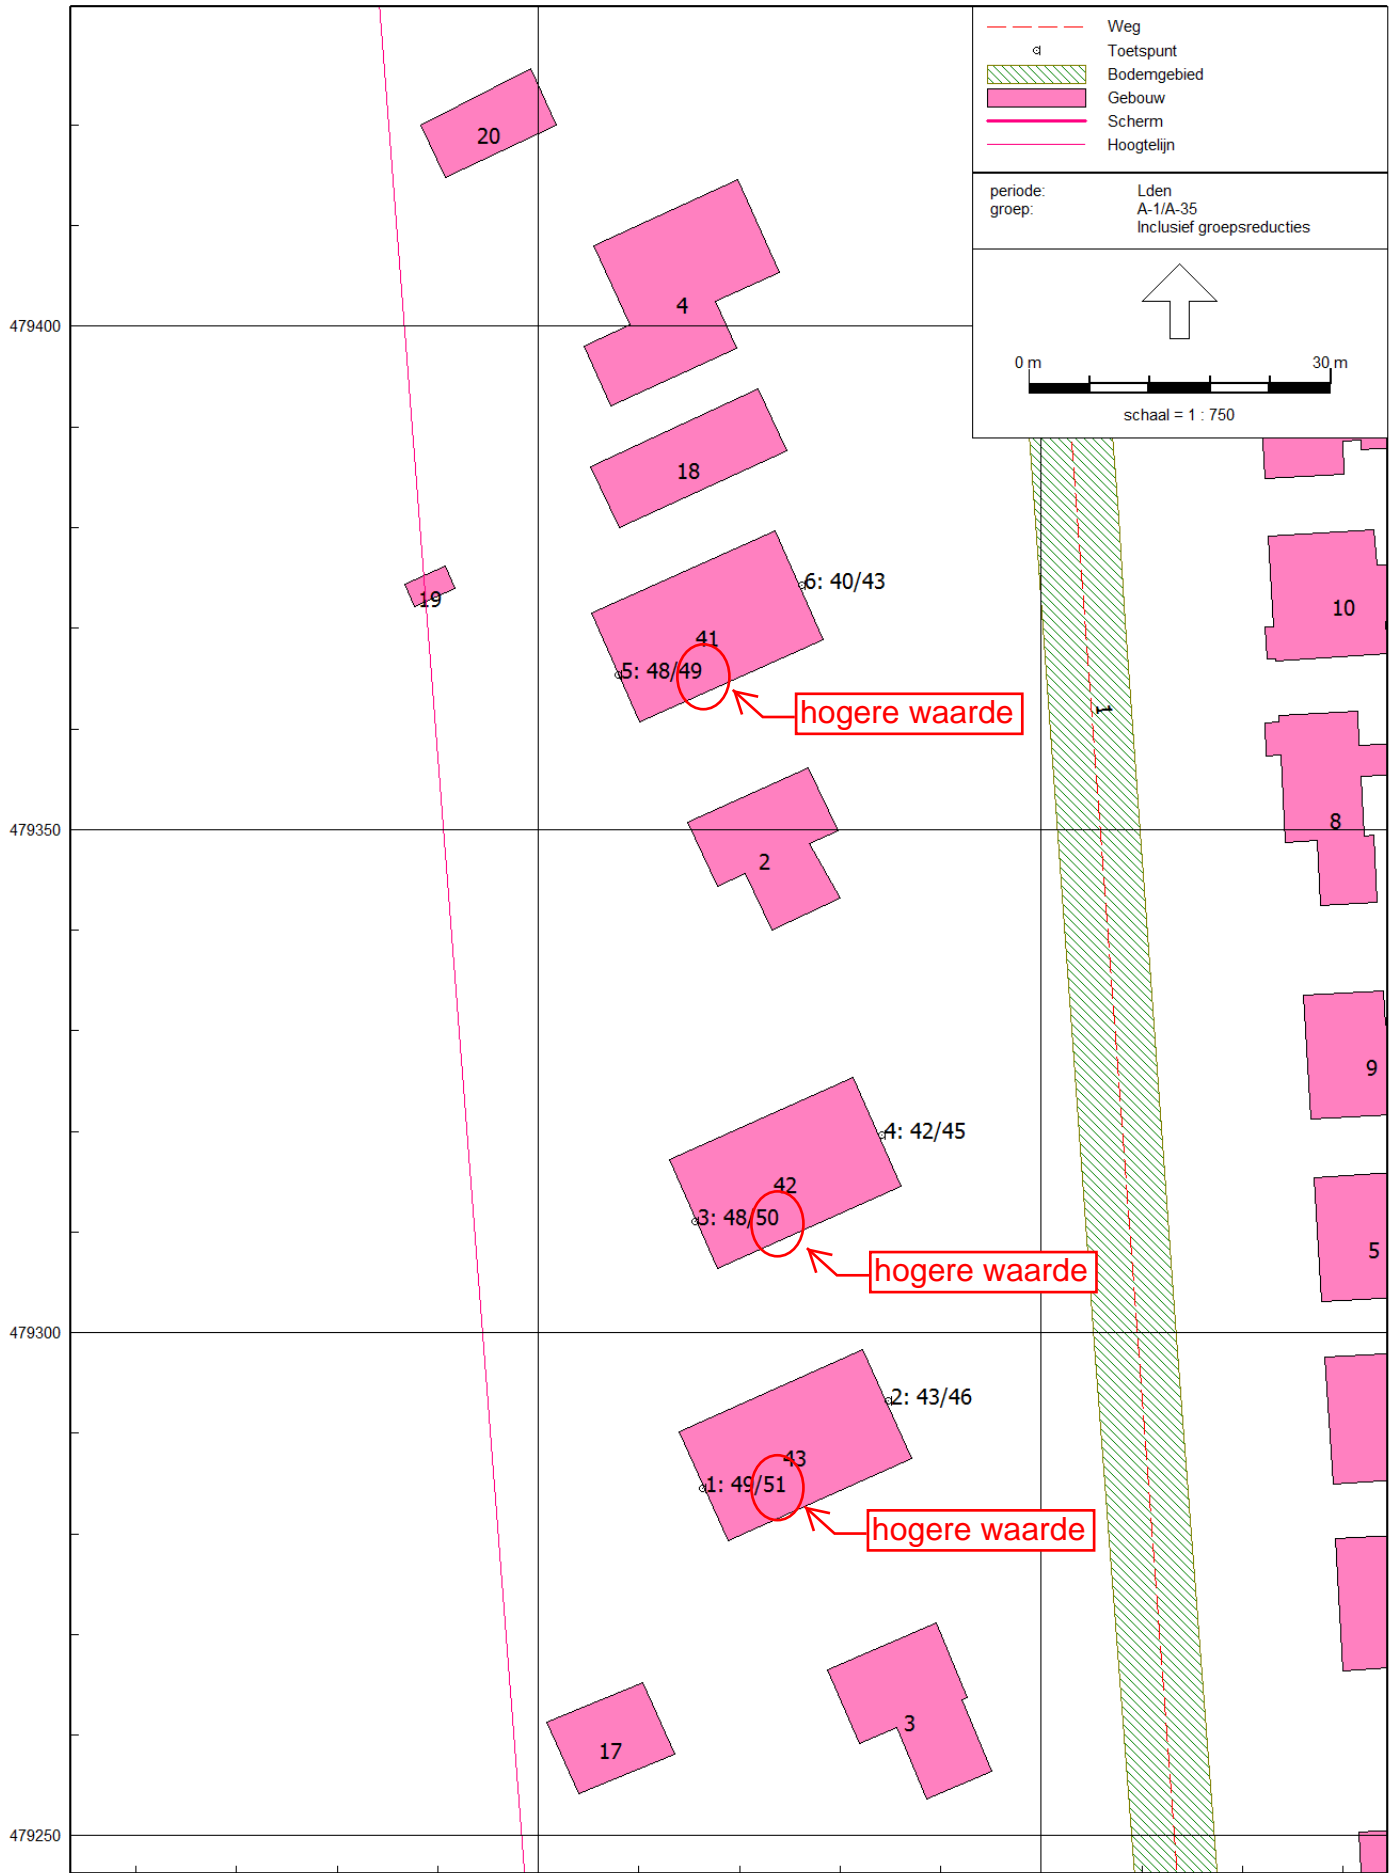 Weg
Toetspunt
Bodemgebied
Gebouw
Scherm
Hoogtelijn
periode: Lden
groep: A-1/A-35
Inclusief groepsreducties
0 m 30 m
schaal = 1 : 750
20
4
479400
18
6: 40/43
19
41
5: 48/49
10
hogere waarde
1
479350
8
2
9
4: 42/45
42
3: 48/50
5
hogere waarde
479300
2: 43/46
43
1: 49/51
hogere waarde
3
17
479250